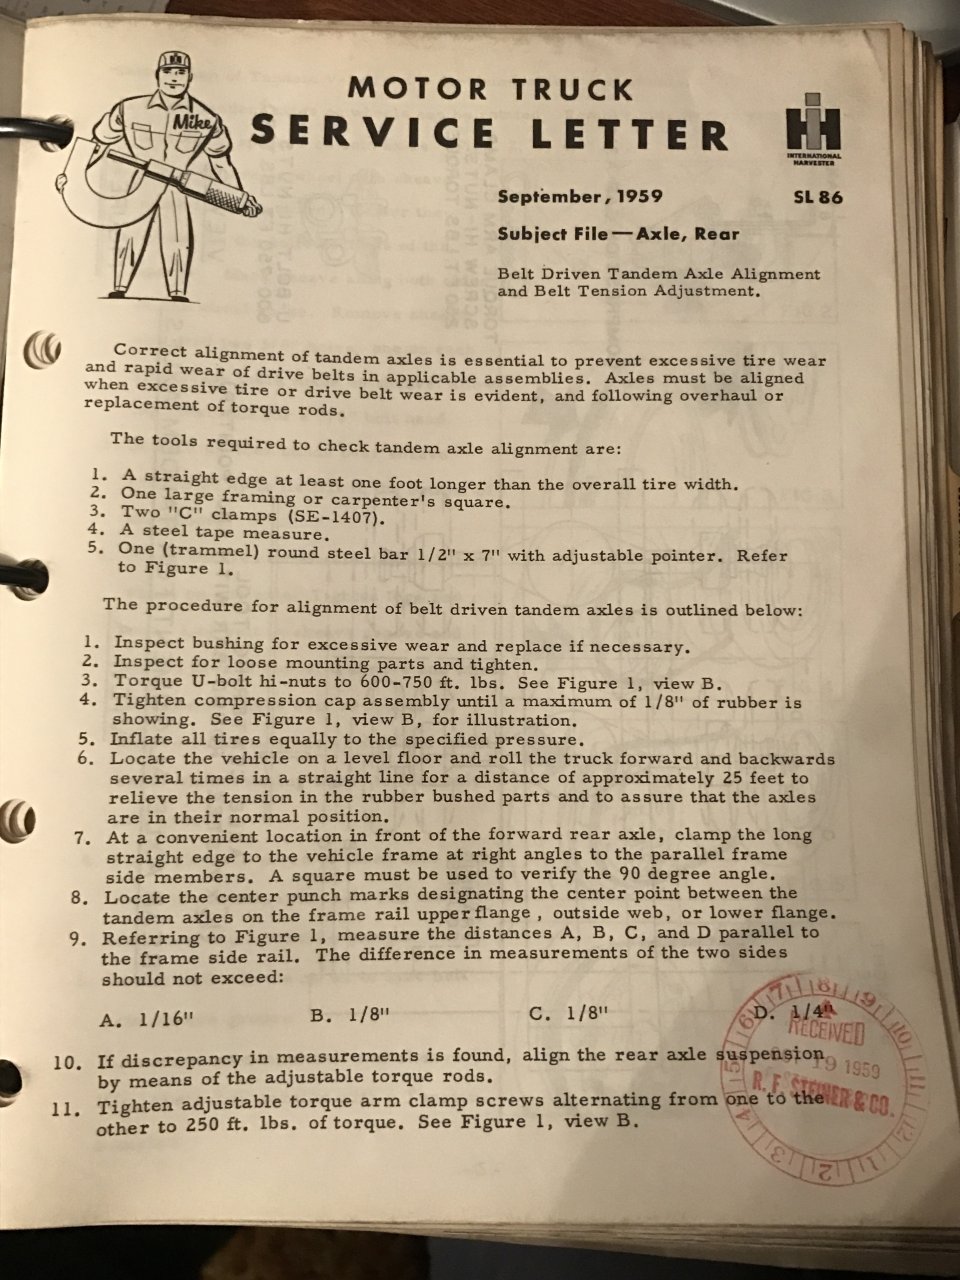 MOTOR TRUCK
SERVICE LETTER
Mike
IH
INTERNATIONAL
HARVESTER
September, 1959
SL 86
Subject File—Axle, Rear
Belt Driven Tandem Axle Alignment
and Belt Tension Adjustment.
Correct alignment of tandem axles is essential to prevent excessive tire wear
and rapid wear of drive belts in applicable assemblies. Axles must be aligned
when excessive tire or drive belt wear is evident, and following overhaul or
replacement of torque rods.
The tools required to check tandem axle alignment are:
1. A straight edge at least one foot longer than the overall tire width.
2. One large framing or carpenter's square.
3. Two "C" clamps (SE-1407).
4. A steel tape measure.
5. One (trammel) round steel bar 1/2" x 7" with adjustable pointer. Refer
to Figure 1.
The procedure for alignment of belt driven tandem axles is outlined below:
1. Inspect bushing for excessive wear and replace if necessary.
2. Inspect for loose mounting parts and tighten.
3. Torque U-bolt hi-nuts to 600-750 ft. lbs. See Figure 1, view B.
4. Tighten compression cap assembly until a maximum of 1/8" of rubber is
showing. See Figure 1, view B, for illustration.
5. Inflate all tires equally to the specified pressure.
6. Locate the vehicle on a level floor and roll the truck forward and backwards
several times in a straight line for a distance of approximately 25 feet to
relieve the tension in the rubber bushed parts and to assure that the axles
are in their normal position.
7. At a convenient location in front of the forward rear axle, clamp the long
straight edge to the vehicle frame at right angles to the parallel frame
side members. A square must be used to verify the 90 degree angle.
8. Locate the center punch marks designating the center point between the
tandem axles on the frame rail upper flange, outside web, or lower flange.
9. Referring to Figure 1, measure the distances A, B, C, and D parallel to
the frame side rail. The difference in measurements of the two sides
should not exceed:
A. 1/16" B. 1/8" C. 1/8" D. 1/4"
10. If discrepancy in measurements is found, align the rear axle suspension
by means of the adjustable torque rods.
11. Tighten adjustable torque arm clamp screws alternating from one to the
other to 250 ft. lbs. of torque. See Figure 1, view B.
RECEIVED
19 1959
R. F. STEINER & CO.
1 2 3 4 5 6 7 8 9 10 11 12